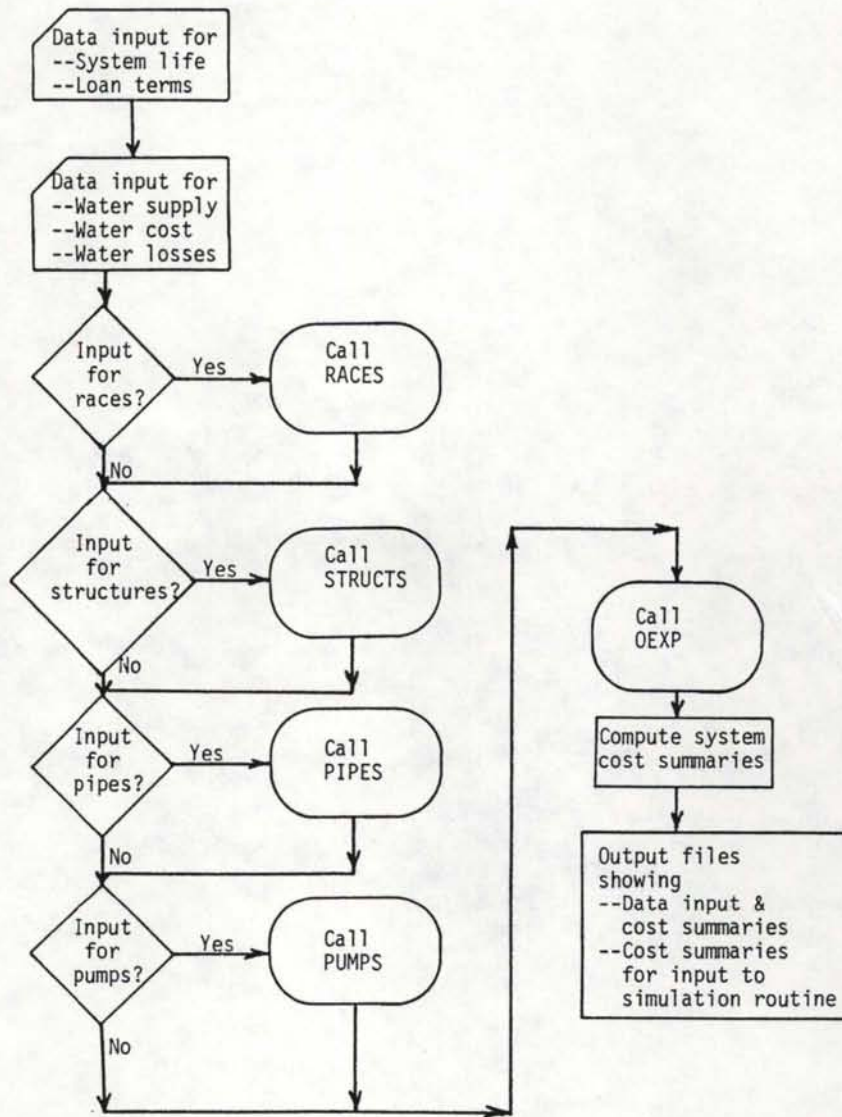 Data input for
--System life
--Loan terms
Data input for
--Water supply
--Water cost
--Water losses
Input
for
races?
Yes
Call
RACES
No
Input
for
structures?
Yes
Call
STRUCTS
No
Input
for
pipes?
Yes
Call
PIPES
No
Input
for
pumps?
Yes
Call
PUMPS
No
Call
OEXP
Compute system
cost summaries
Output files
showing
--Data input &
cost summaries
--Cost summaries
for input to
simulation routine